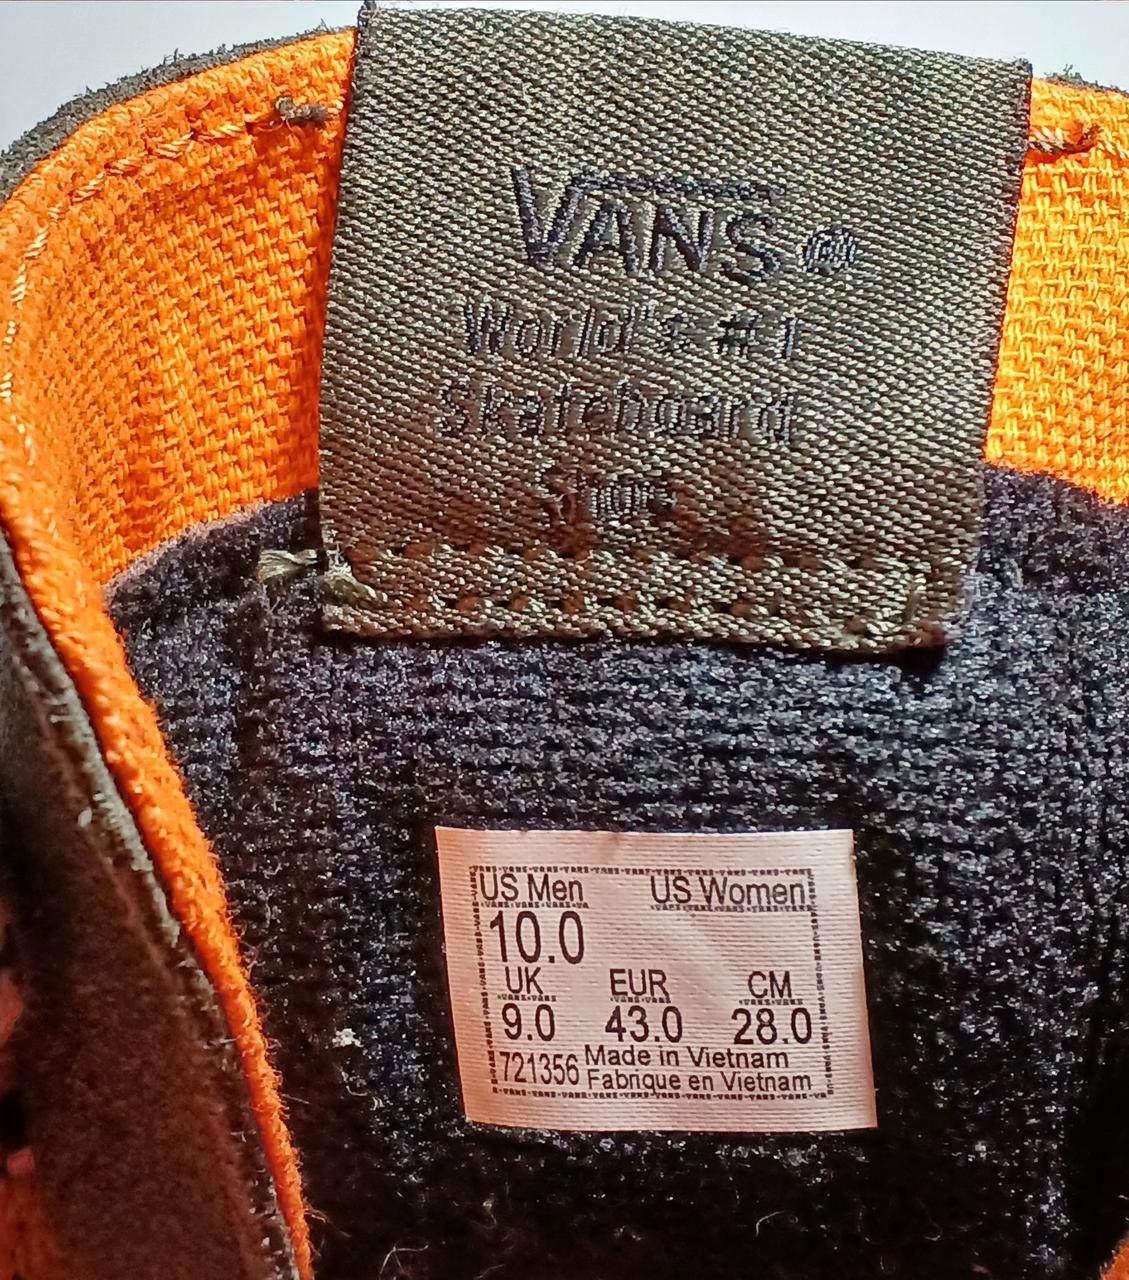 VANS®
World's #1
Skateboard
Shoe
US Men US Women
10.0
UK EUR CM
9.0 43.0 28.0
721356 Made in Vietnam
Fabrique en Vietnam